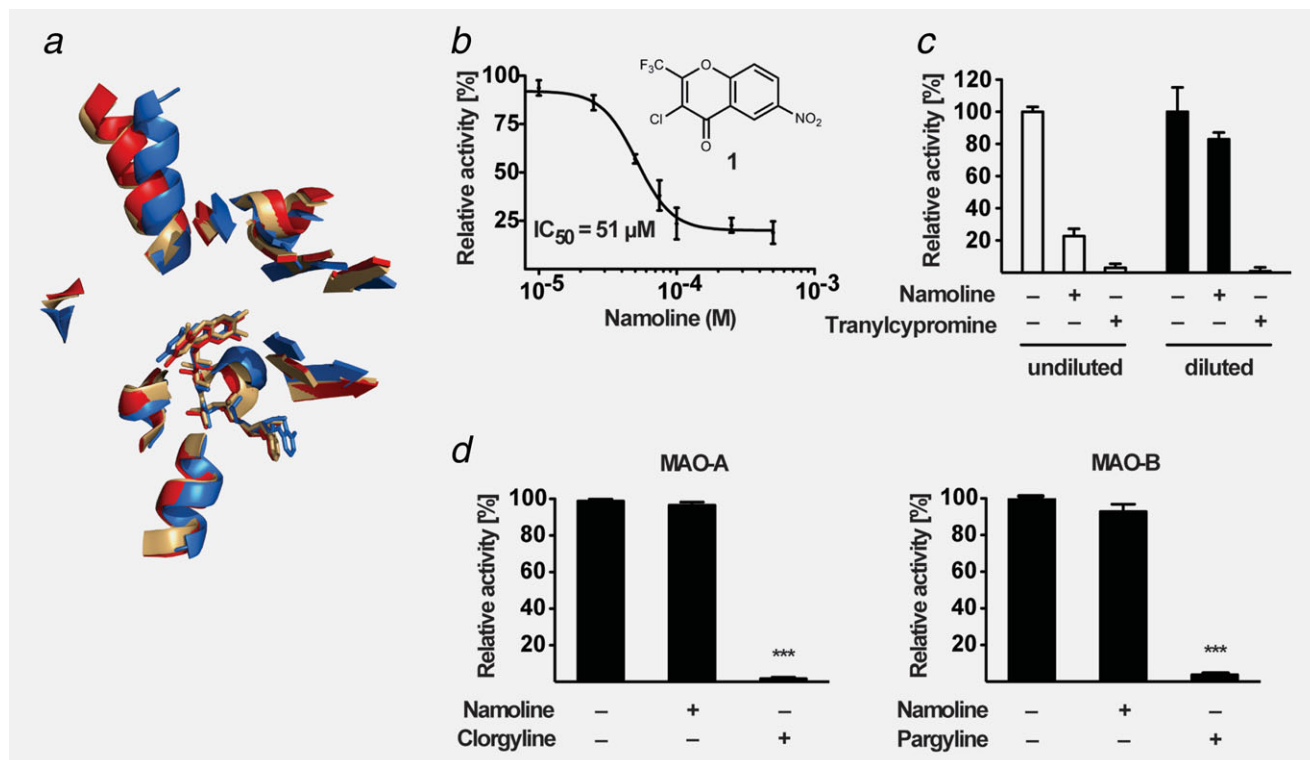 a
b
Relative activity [%]
100
75
50
25
IC50 = 51 µM
10-5
10-4
10-3
Namoline (M)
F3C
O
Cl
O
NO2
1
c
Relative activity [%]
120
100
80
60
40
20
Namoline – + – – + –
Tranylcypromine – – + – – +
undiluted diluted
d
MAO-A
Relative activity [%]
100
80
60
40
20
***
Namoline – + –
Clorgyline – – +
MAO-B
Relative activity [%]
100
80
60
40
20
***
Namoline – + –
Pargyline – – +